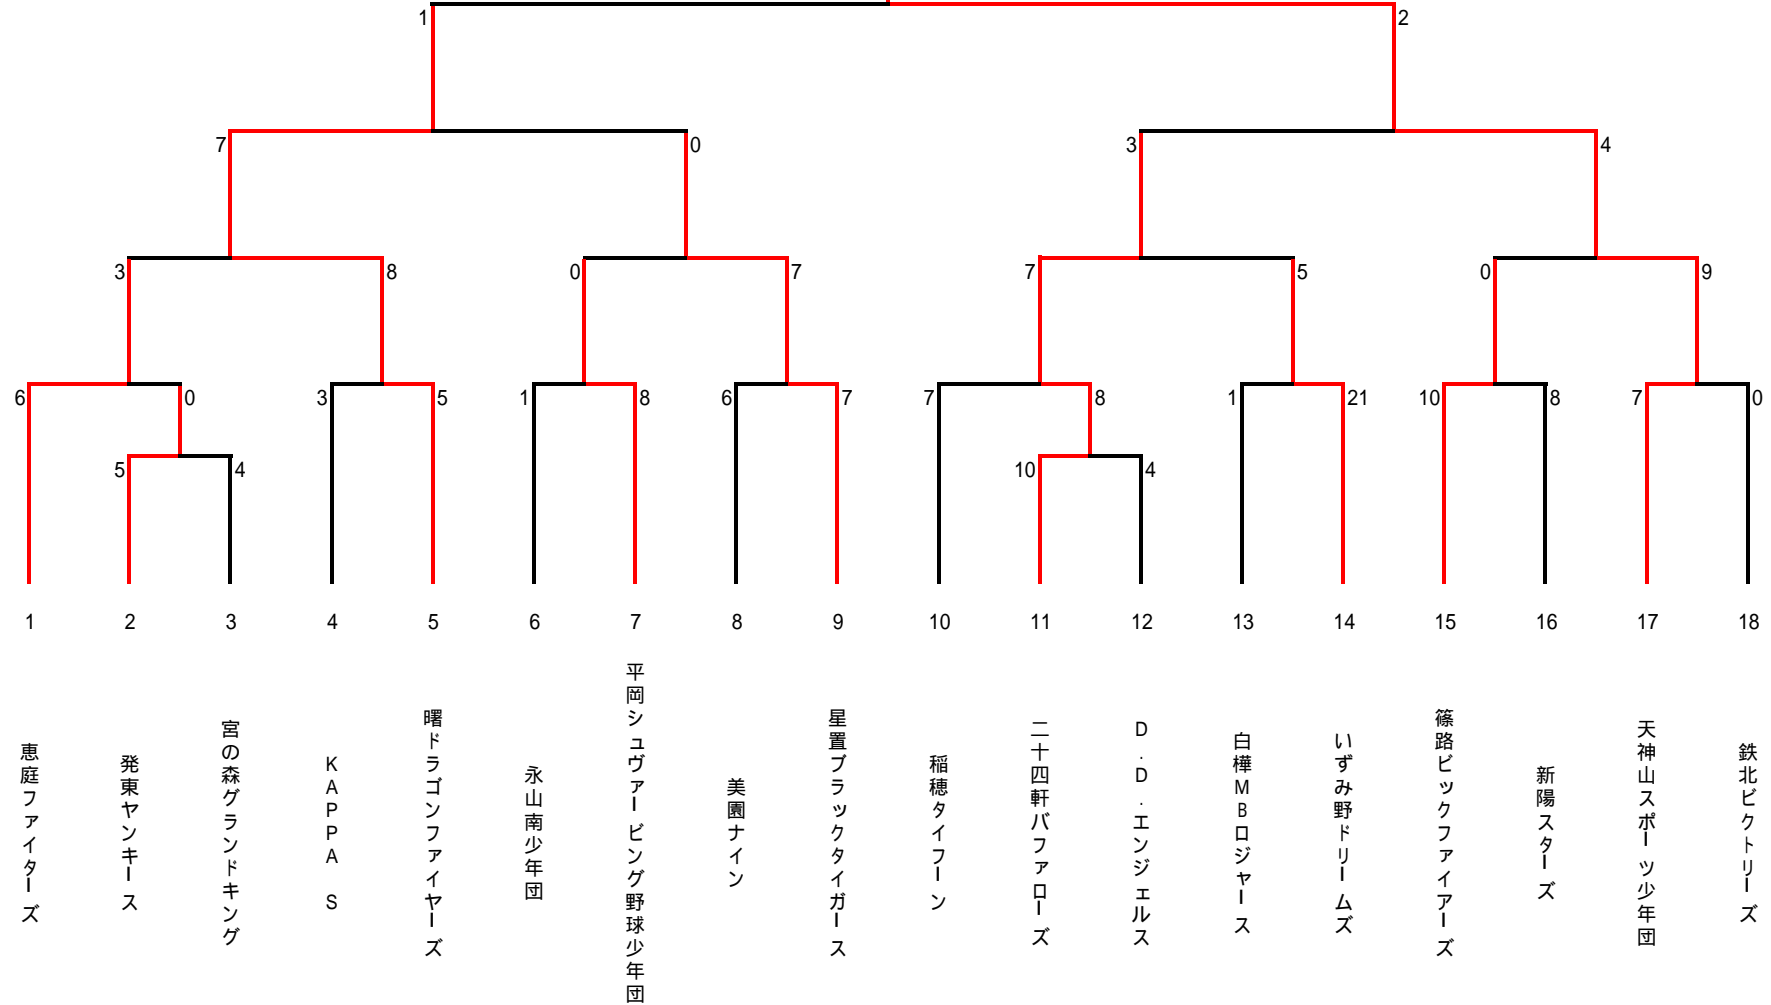 1 2
7 0 3 4
3 8 0 7 7 5 0 9
6 0 3 5 1 8 6 7 7 8 1 21 10 8 7 0
5 4 10 4
1 2 3 4 5 6 7 8 9 10 11 12 13 14 15 16 17 18
恵庭ファイターズ
発東ヤンキース
宮の森グランドキング
KAPPA S
曙ドラゴンファイヤーズ
永山南少年団
平岡シュヴァービング野球少年団
美園ナイン
星置ブラックタイガース
稲穂タイフーン
二十四軒バファローズ
D.D.エンジェルス
白樺MBロジャース
いずみ野ドリームズ
篠路ビックファイアーズ
新陽スターズ
天神山スポーツ少年団
鉄北ビクトリーズ